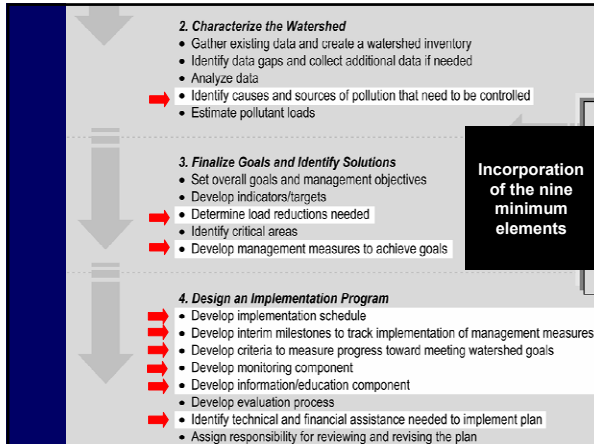 2. Characterize the Watershed
• Gather existing data and create a watershed inventory
• Identify data gaps and collect additional data if needed
• Analyze data
• Identify causes and sources of pollution that need to be controlled
• Estimate pollutant loads
3. Finalize Goals and Identify Solutions
• Set overall goals and management objectives
• Develop indicators/targets
• Determine load reductions needed
• Identify critical areas
• Develop management measures to achieve goals
Incorporation
of the nine
minimum
elements
4. Design an Implementation Program
• Develop implementation schedule
• Develop interim milestones to track implementation of management measures
• Develop criteria to measure progress toward meeting watershed goals
• Develop monitoring component
• Develop information/education component
• Develop evaluation process
• Identify technical and financial assistance needed to implement plan
• Assign responsibility for reviewing and revising the plan